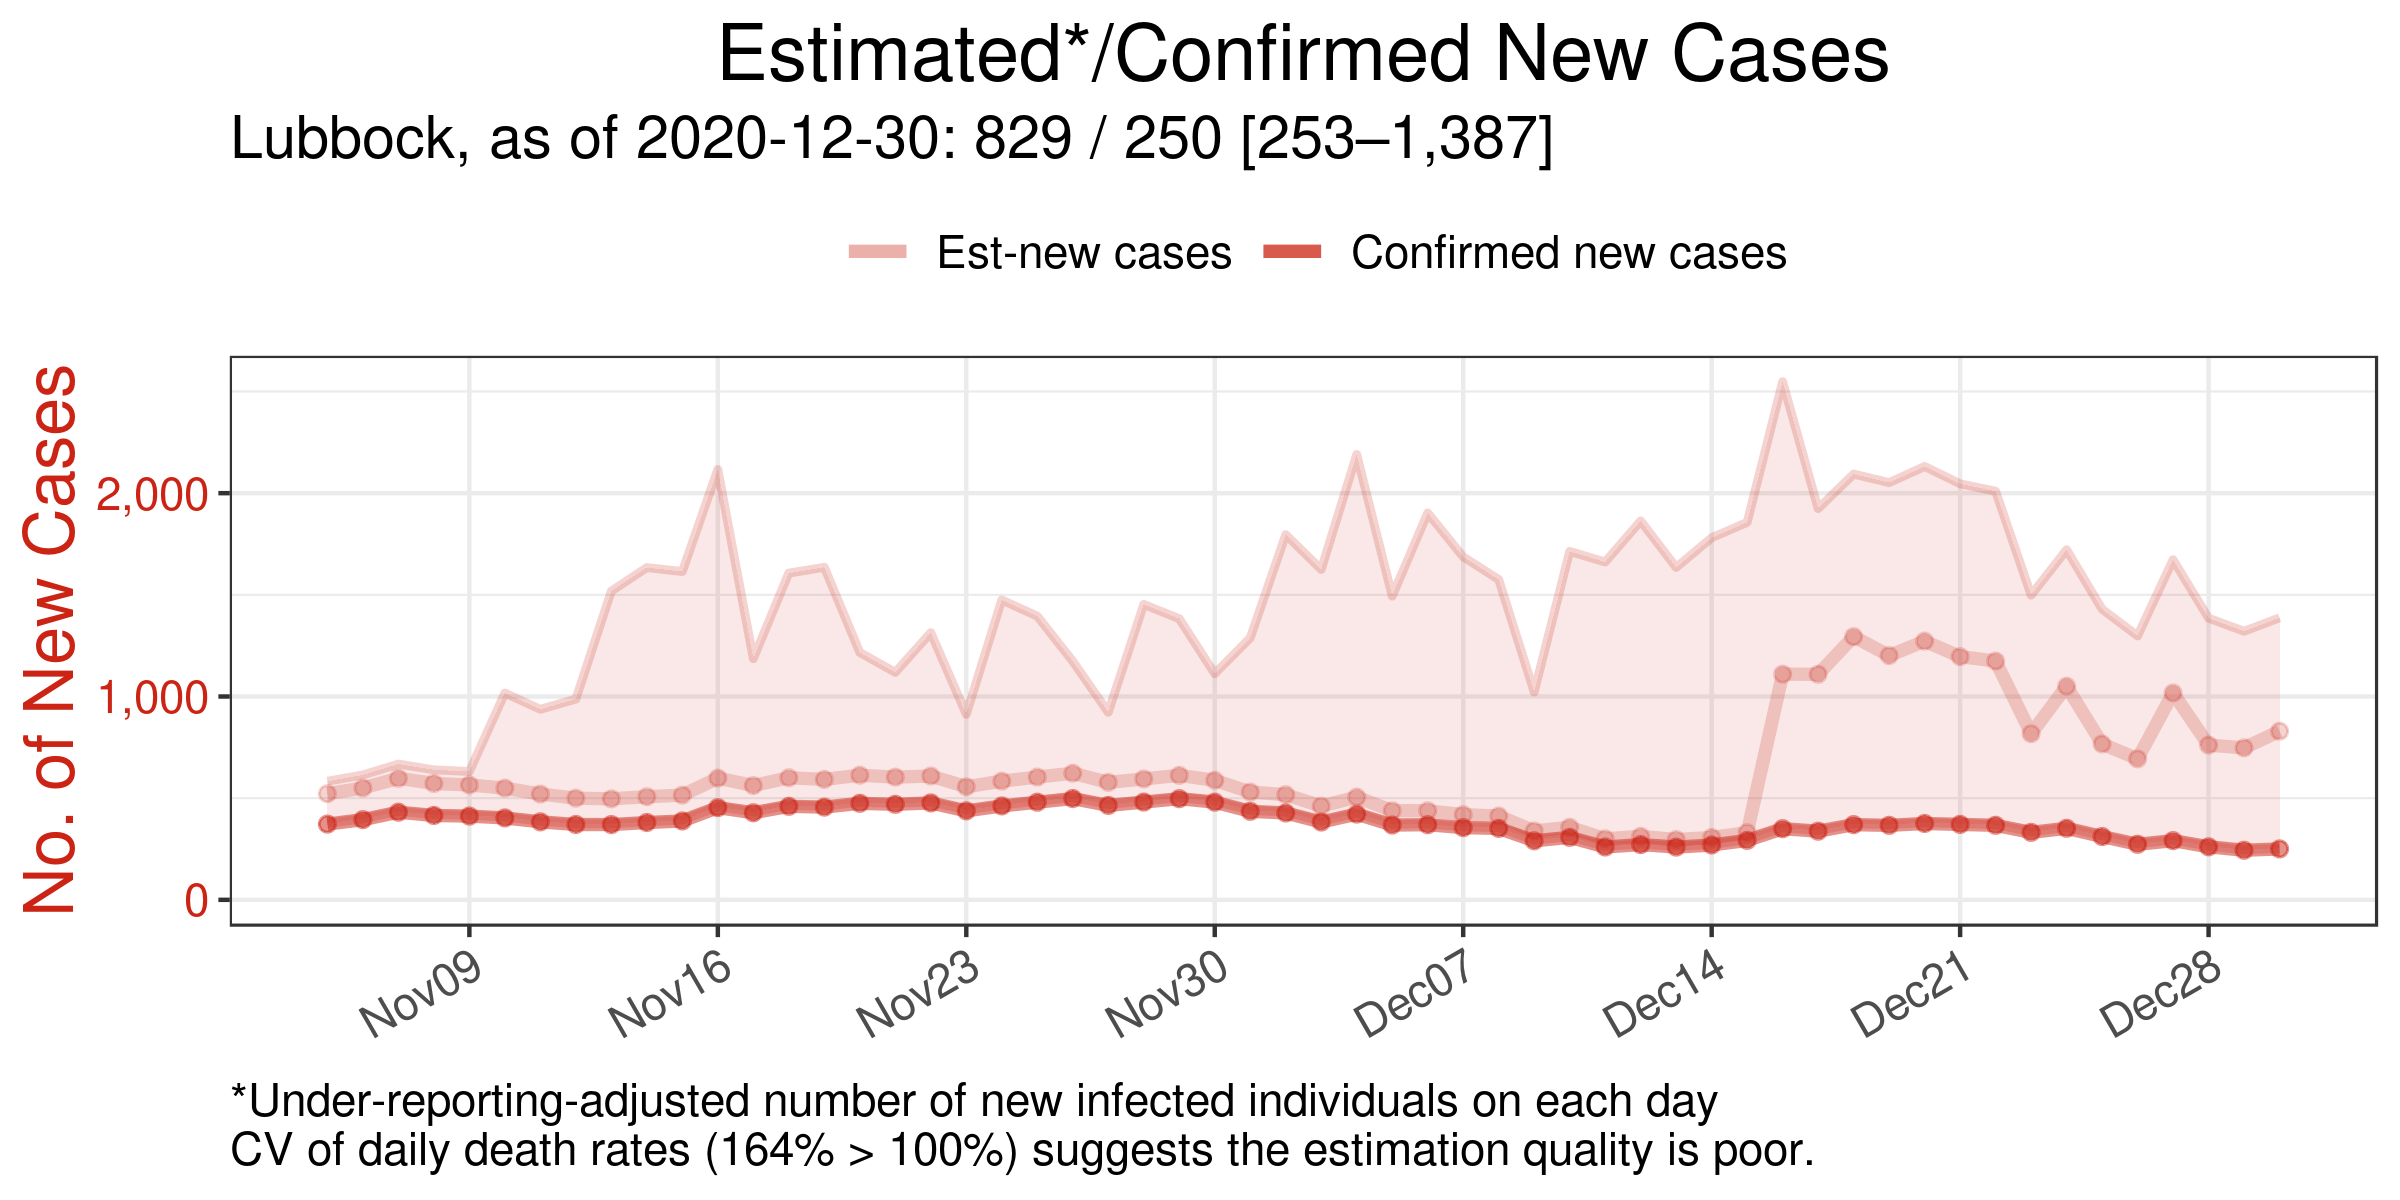 Estimated*/Confirmed New Cases
Lubbock, as of 2020-12-30: 829 / 250 [253–1,387]
Est-new cases Confirmed new cases
No. of New Cases
2,000
1,000
0
Nov09 Nov16 Nov23 Nov30 Dec07 Dec14 Dec21 Dec28
*Under-reporting-adjusted number of new infected individuals on each day
CV of daily death rates (164% > 100%) suggests the estimation quality is poor.